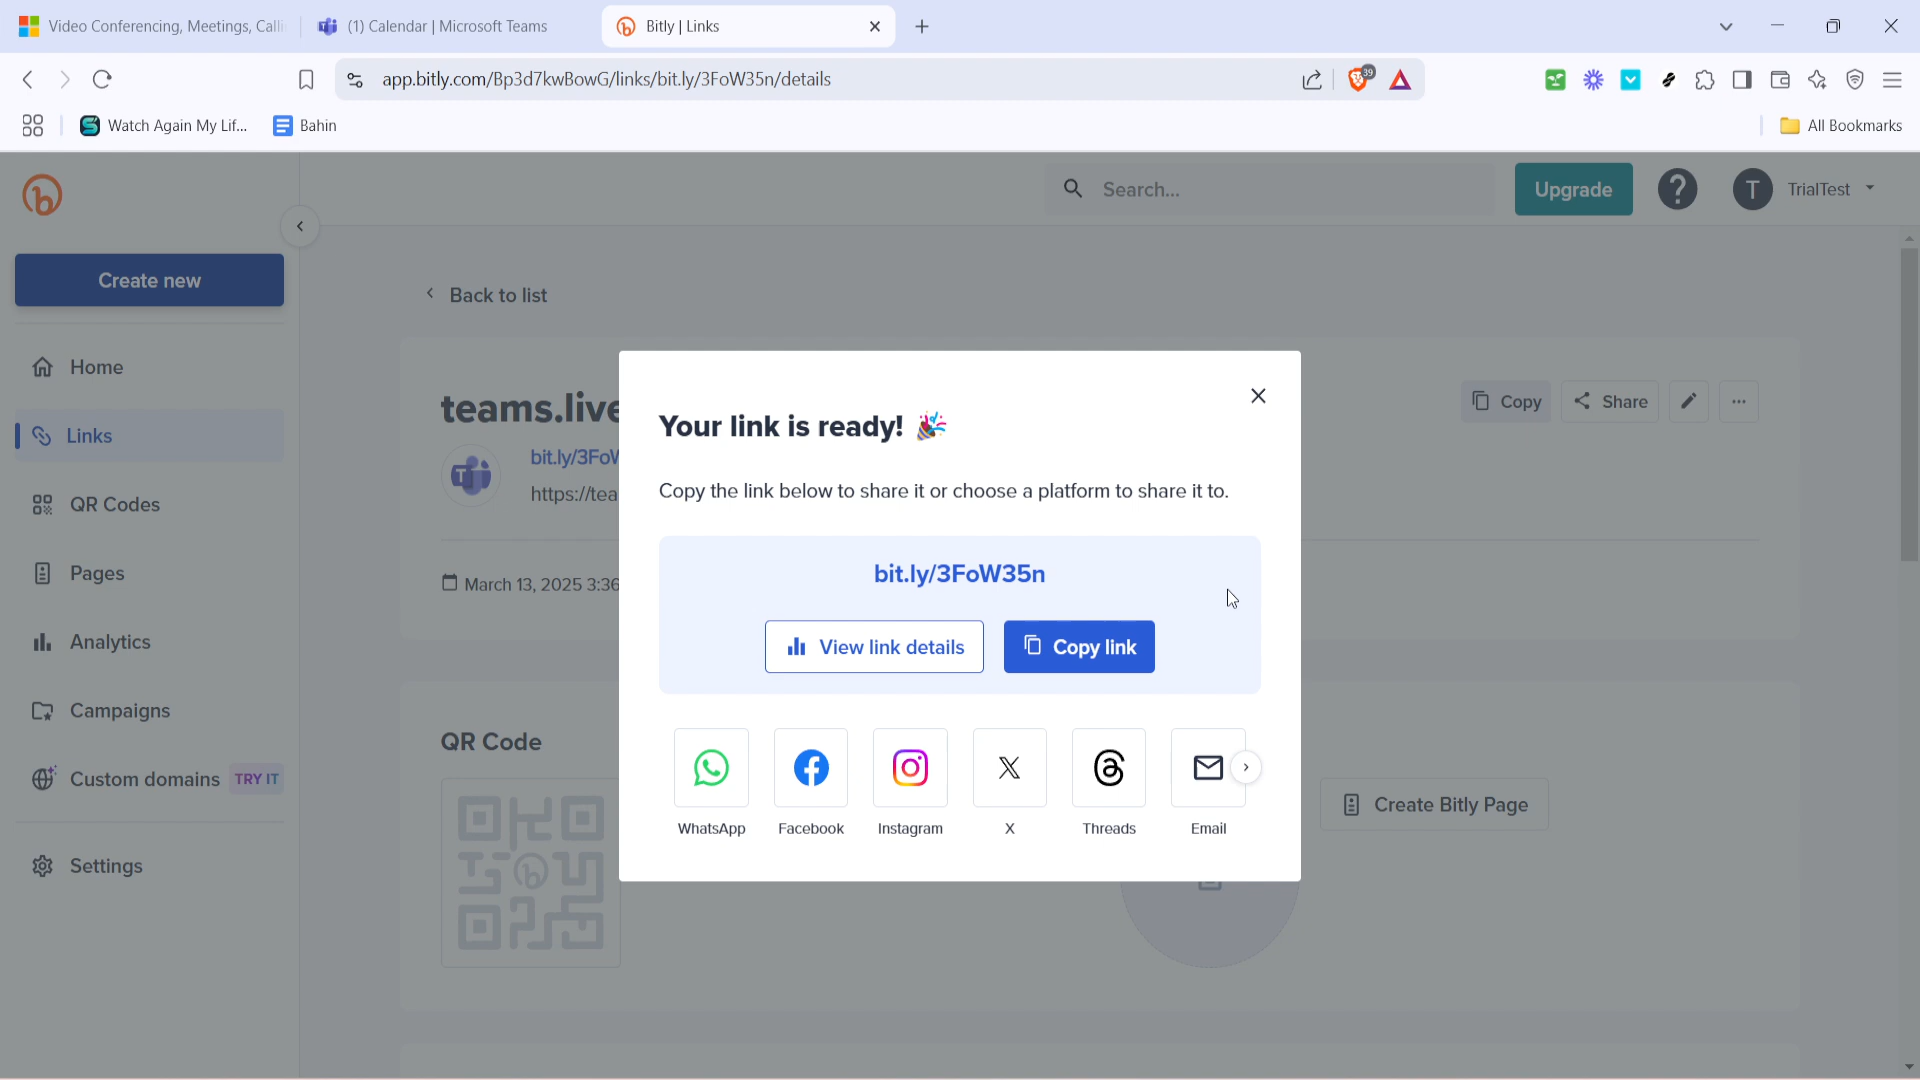 Video Conferencing, Meetings, Calli
(1) Calendar | Microsoft Teams
Bitly | Links
app.bitly.com/Bp3d7kwBowG/links/bit.ly/3FoW35n/details
39
Watch Again My Lif...
Bahin
All Bookmarks
Search...
Upgrade
?
T
TrialTest
Create new
Back to list
Home
teams.live
Copy
Share
Your link is ready! 🎉
Links
bit.ly/3FoW
https://tea
Copy the link below to share it or choose a platform to share it to.
QR Codes
bit.ly/3FoW35n
Pages
March 13, 2025 3:36
View link details
Copy link
Analytics
Campaigns
QR Code
Custom domains TRY IT
Create Bitly Page
WhatsApp
Facebook
Instagram
X
Threads
Email
Settings